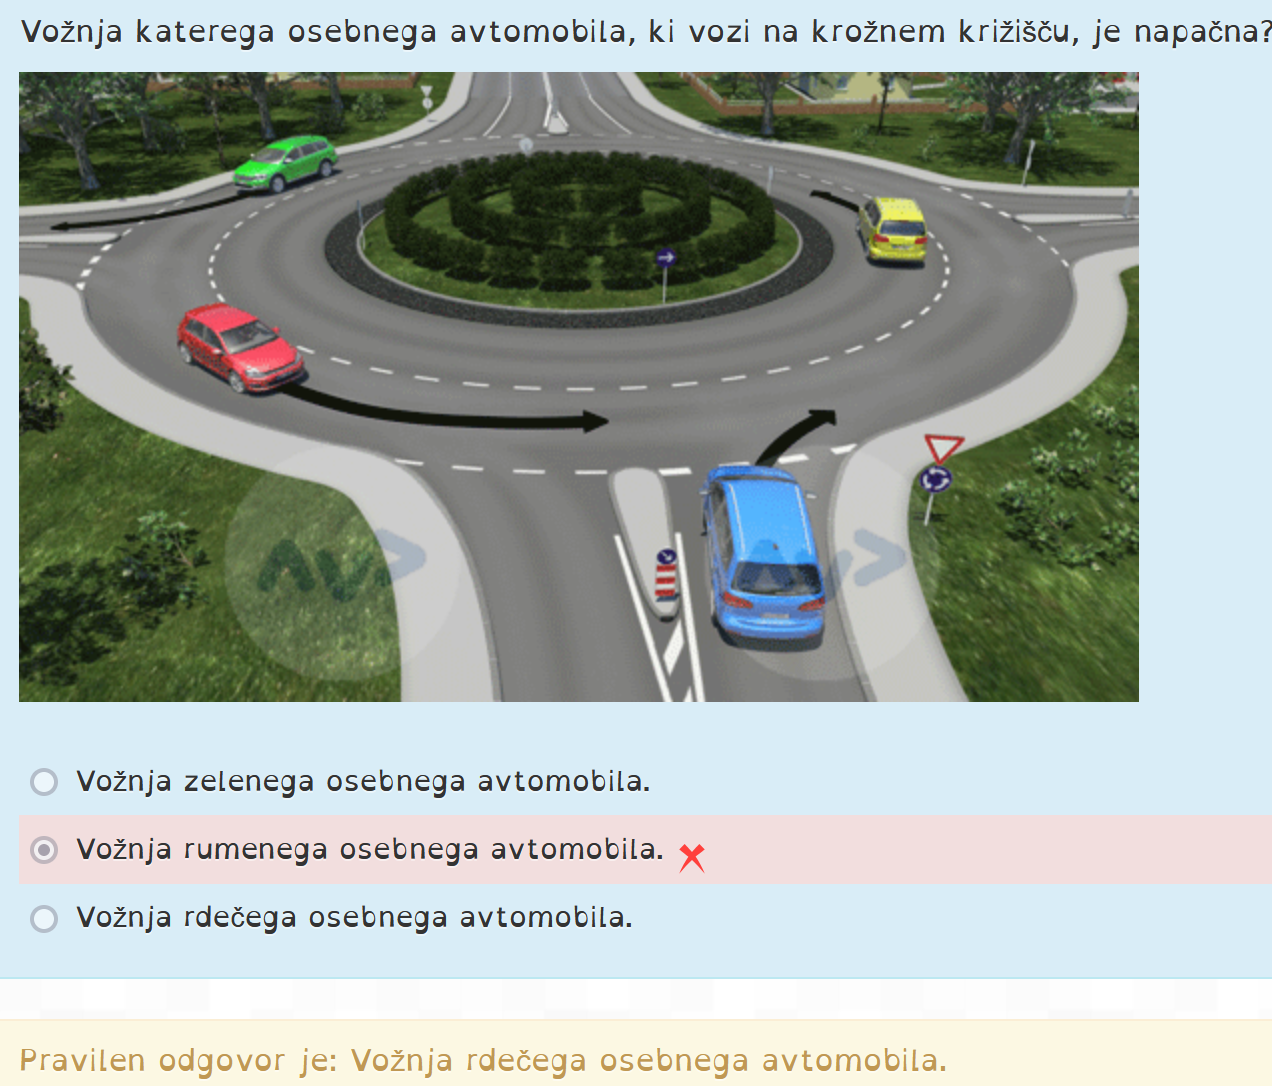 Vožnja katerega osebnega avtomobila, ki vozi na krožnem križišču, je napačna?
Vožnja zelenega osebnega avtomobila.
Vožnja rumenega osebnega avtomobila.
Vožnja rdečega osebnega avtomobila.
Pravilen odgovor je: Vožnja rdečega osebnega avtomobila.